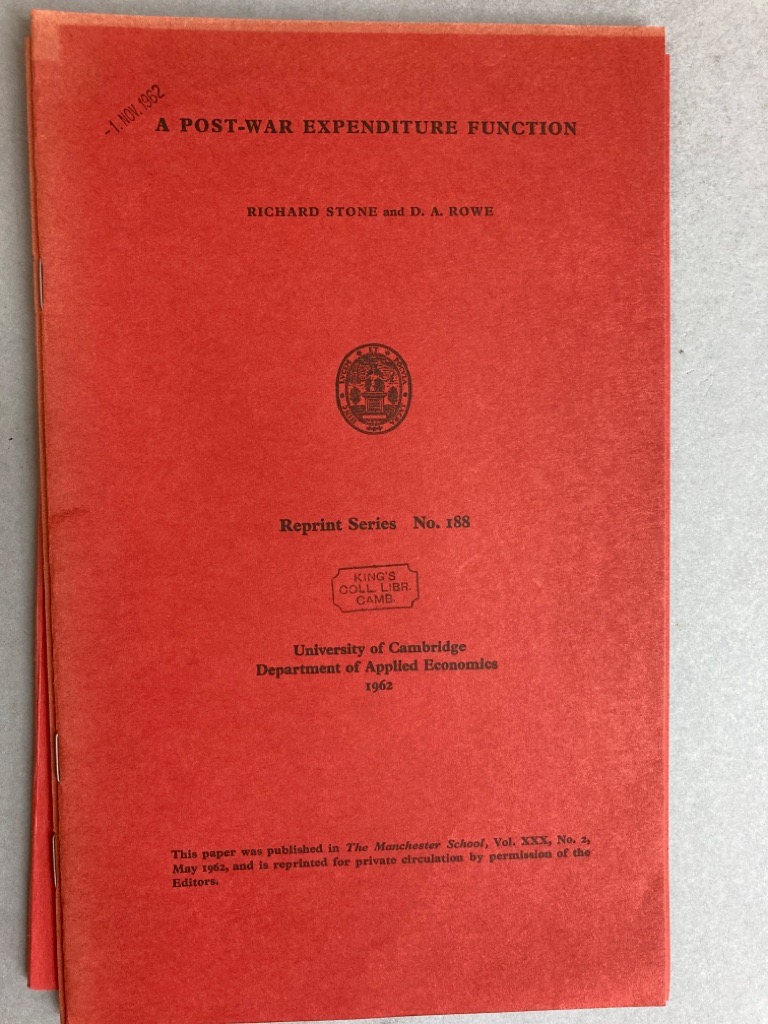 -1. NOV. 1962
A POST-WAR EXPENDITURE FUNCTION
RICHARD STONE and D. A. ROWE
Reprint Series No. 188
KING'S
COLL. LIBR.
CAMB.
University of Cambridge
Department of Applied Economics
1962
This paper was published in The Manchester School, Vol. XXX, No. 2,
May 1962, and is reprinted for private circulation by permission of the
Editors.